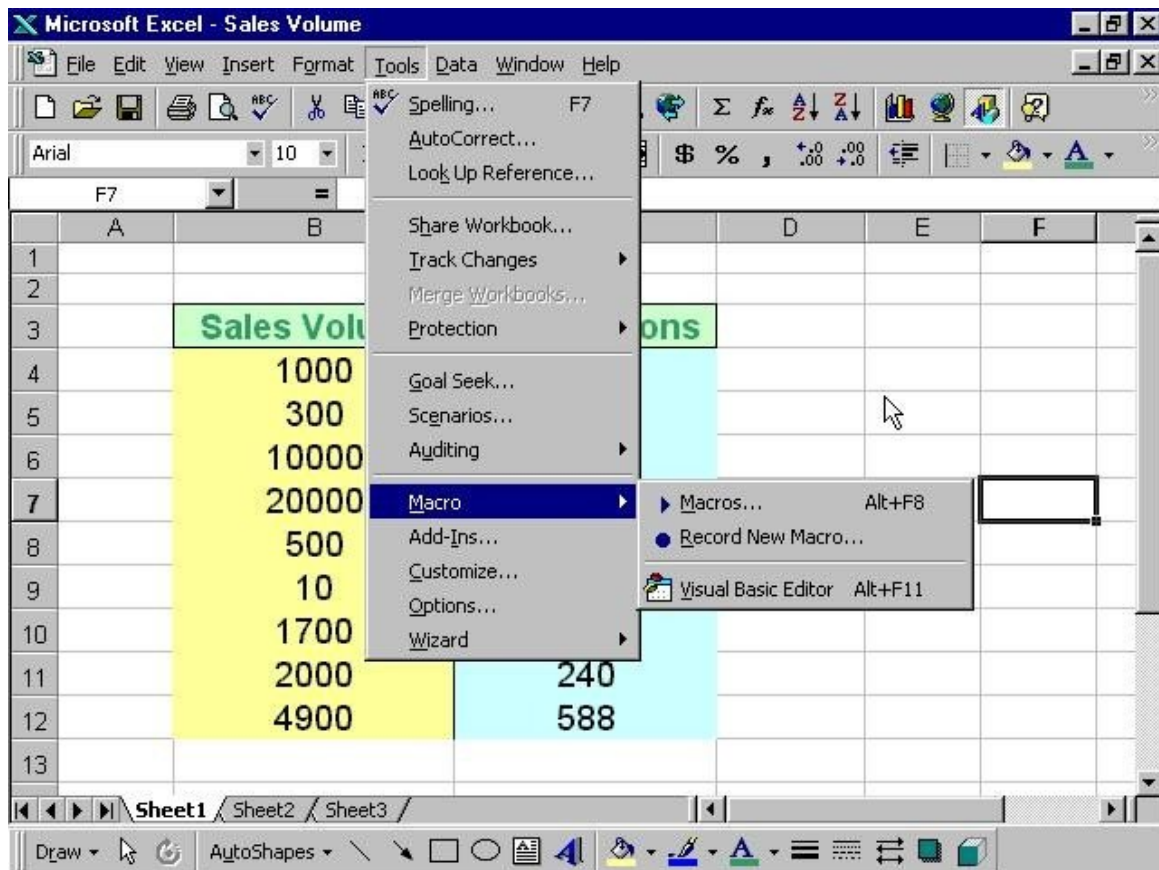 Microsoft Excel - Sales Volume
File Edit View Insert Format Tools Data Window Help
Arial 10 $ % ,
F7 =
A B D E F
1
2
3 Sales Volu ons
4 1000
5 300
6 10000
7 20000
8 500
9 10
10 1700
11 2000 240
12 4900 588
13
Spelling... F7
AutoCorrect...
Look Up Reference...
Share Workbook...
Track Changes
Merge Workbooks...
Protection
Goal Seek...
Scenarios...
Auditing
Macro
Add-Ins...
Customize...
Options...
Wizard
Macros... Alt+F8
Record New Macro...
Visual Basic Editor Alt+F11
Sheet1 Sheet2 Sheet3
Draw AutoShapes